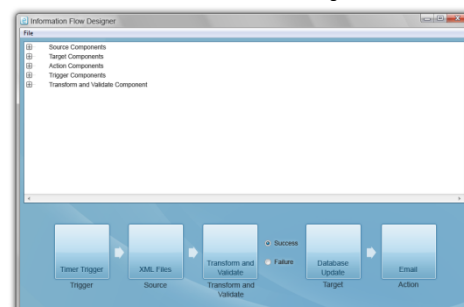 Information Flow Designer
File
Source Components
Target Components
Action Components
Trigger Components
Transform and Validate Component
Success
Failure
Timer Trigger
XML Files
Transform and
Validate
Database
Update
Email
Trigger
Source
Transform and
Validate
Target
Action